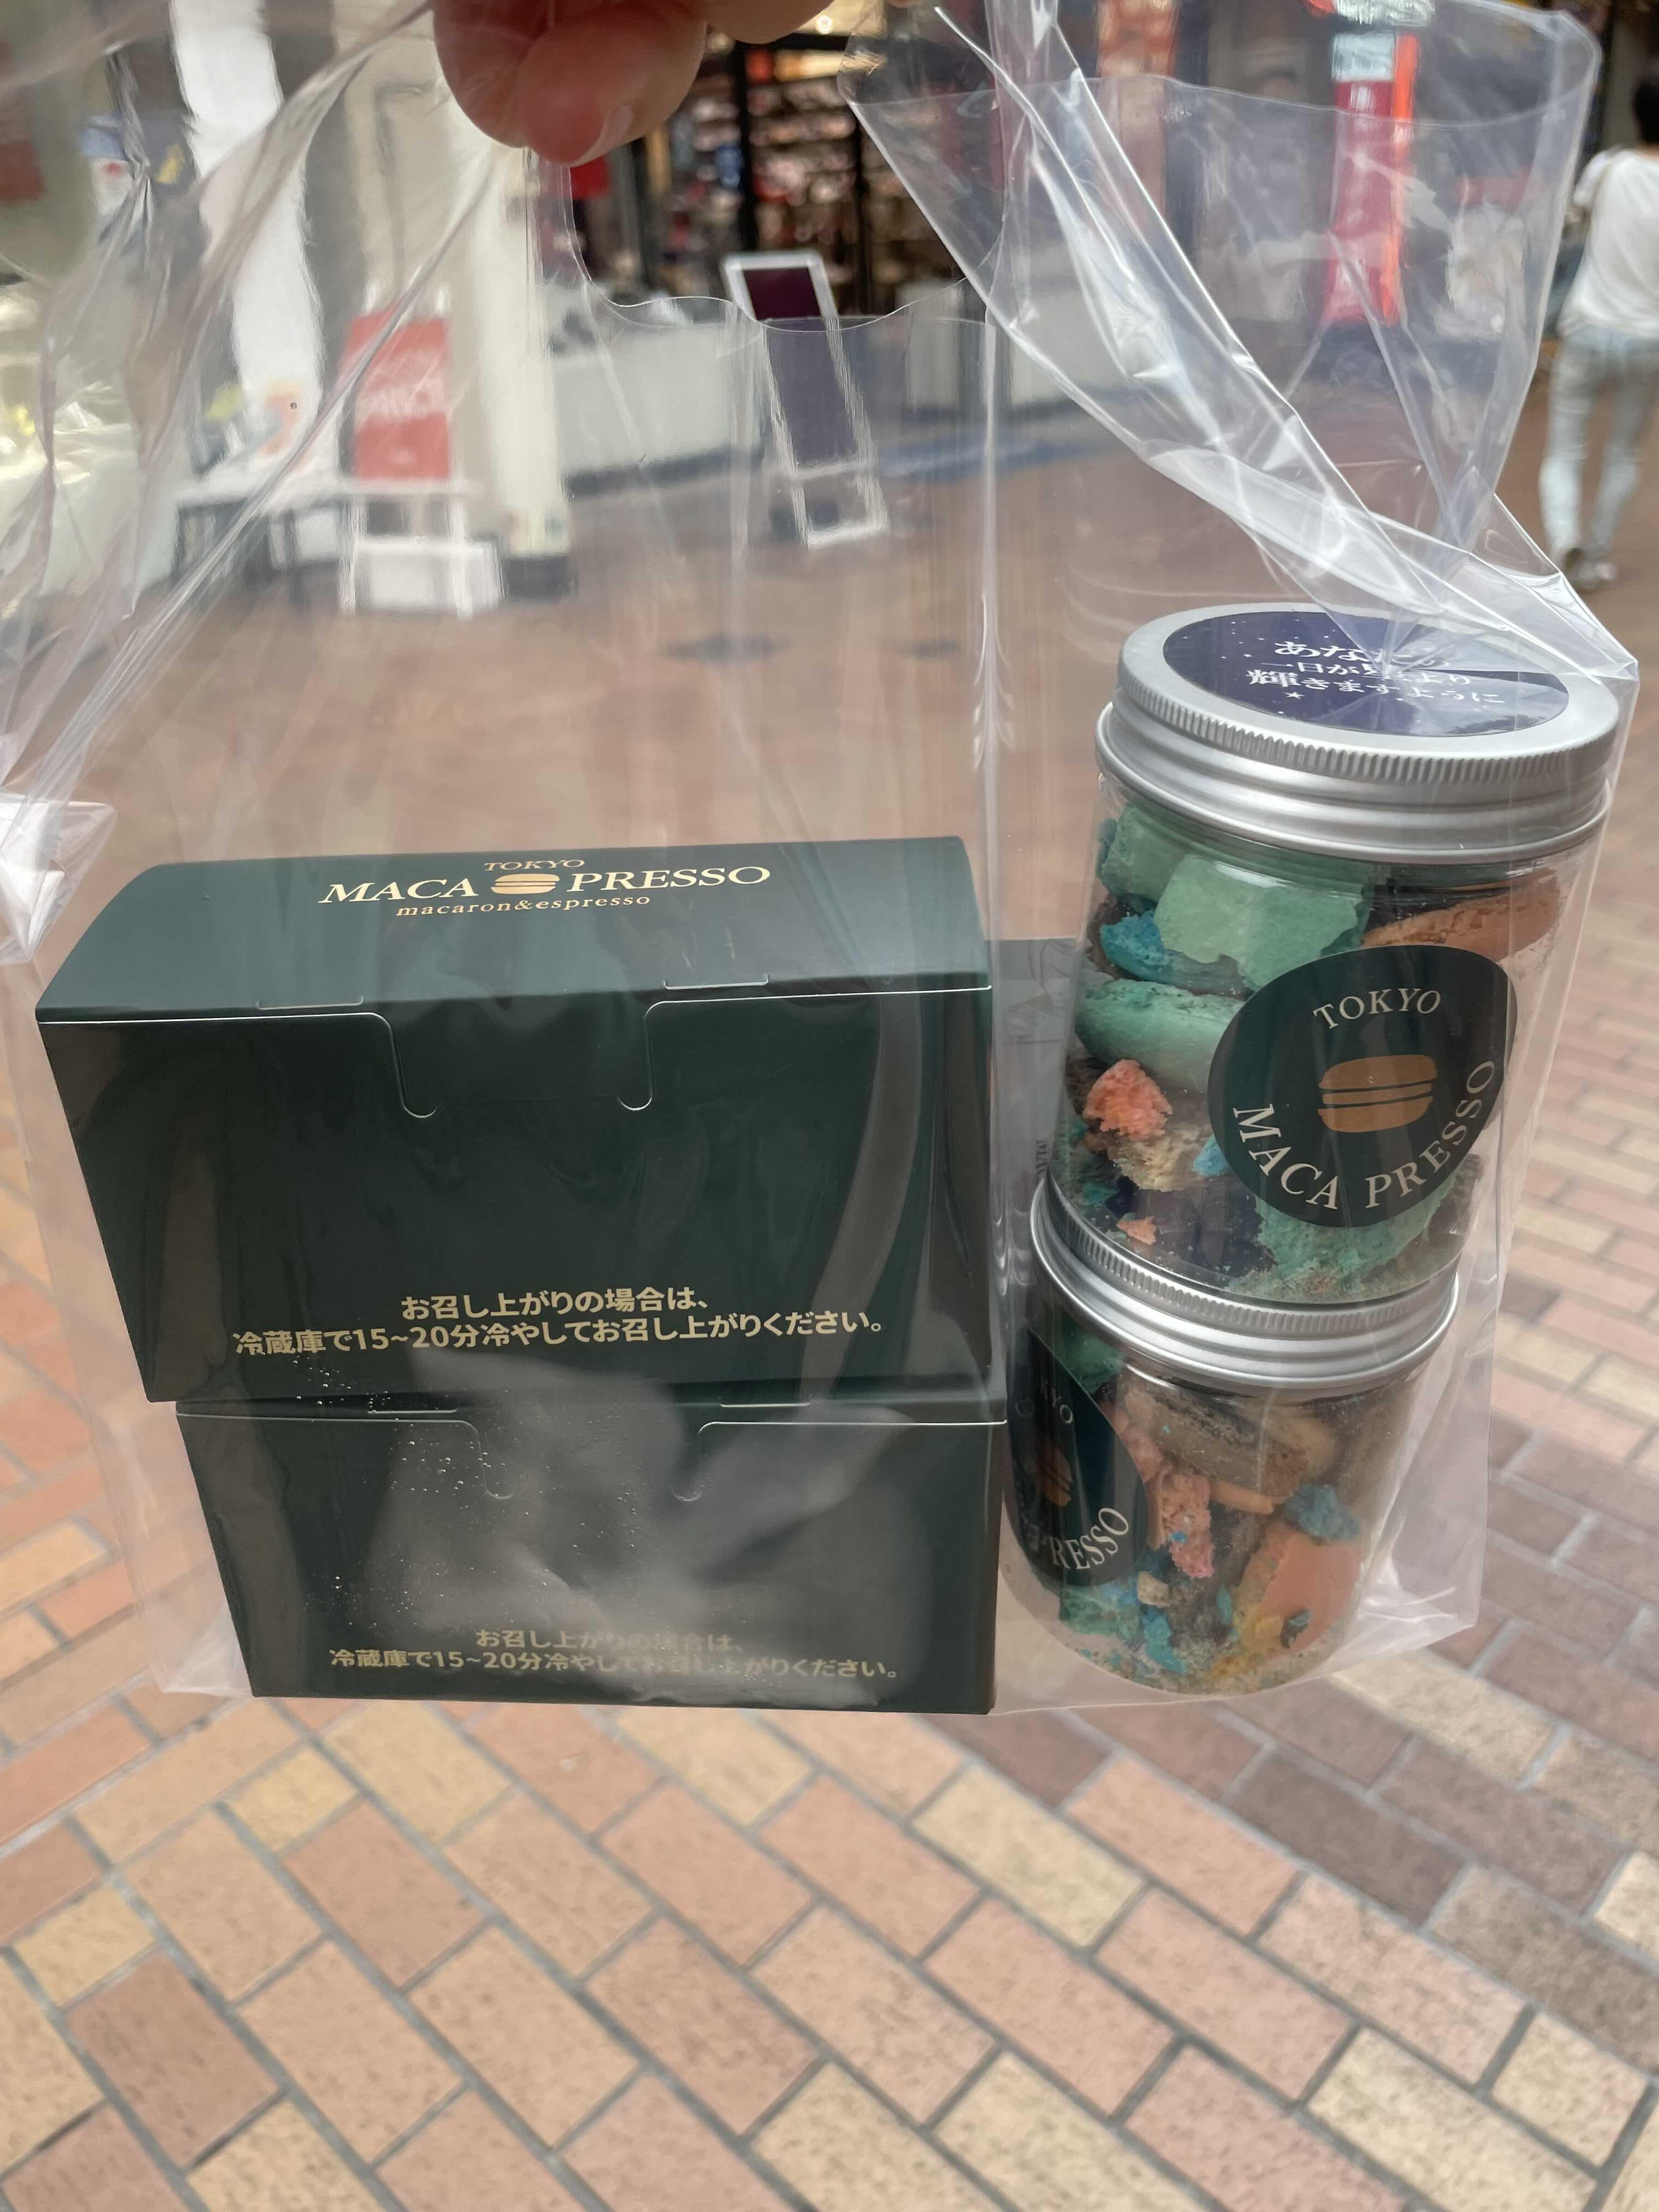 TOKYO
MACA PRESSO
macaron&espresso
お召し上がりの場合は、
冷蔵庫で15~20分冷やしてお召し上がりください。
お召し上がりの場合は、
冷蔵庫で15~20分冷やしてお召し上がりください。
一日が
輝きますように
TOKYO
MACA PRESSO
PRESSO